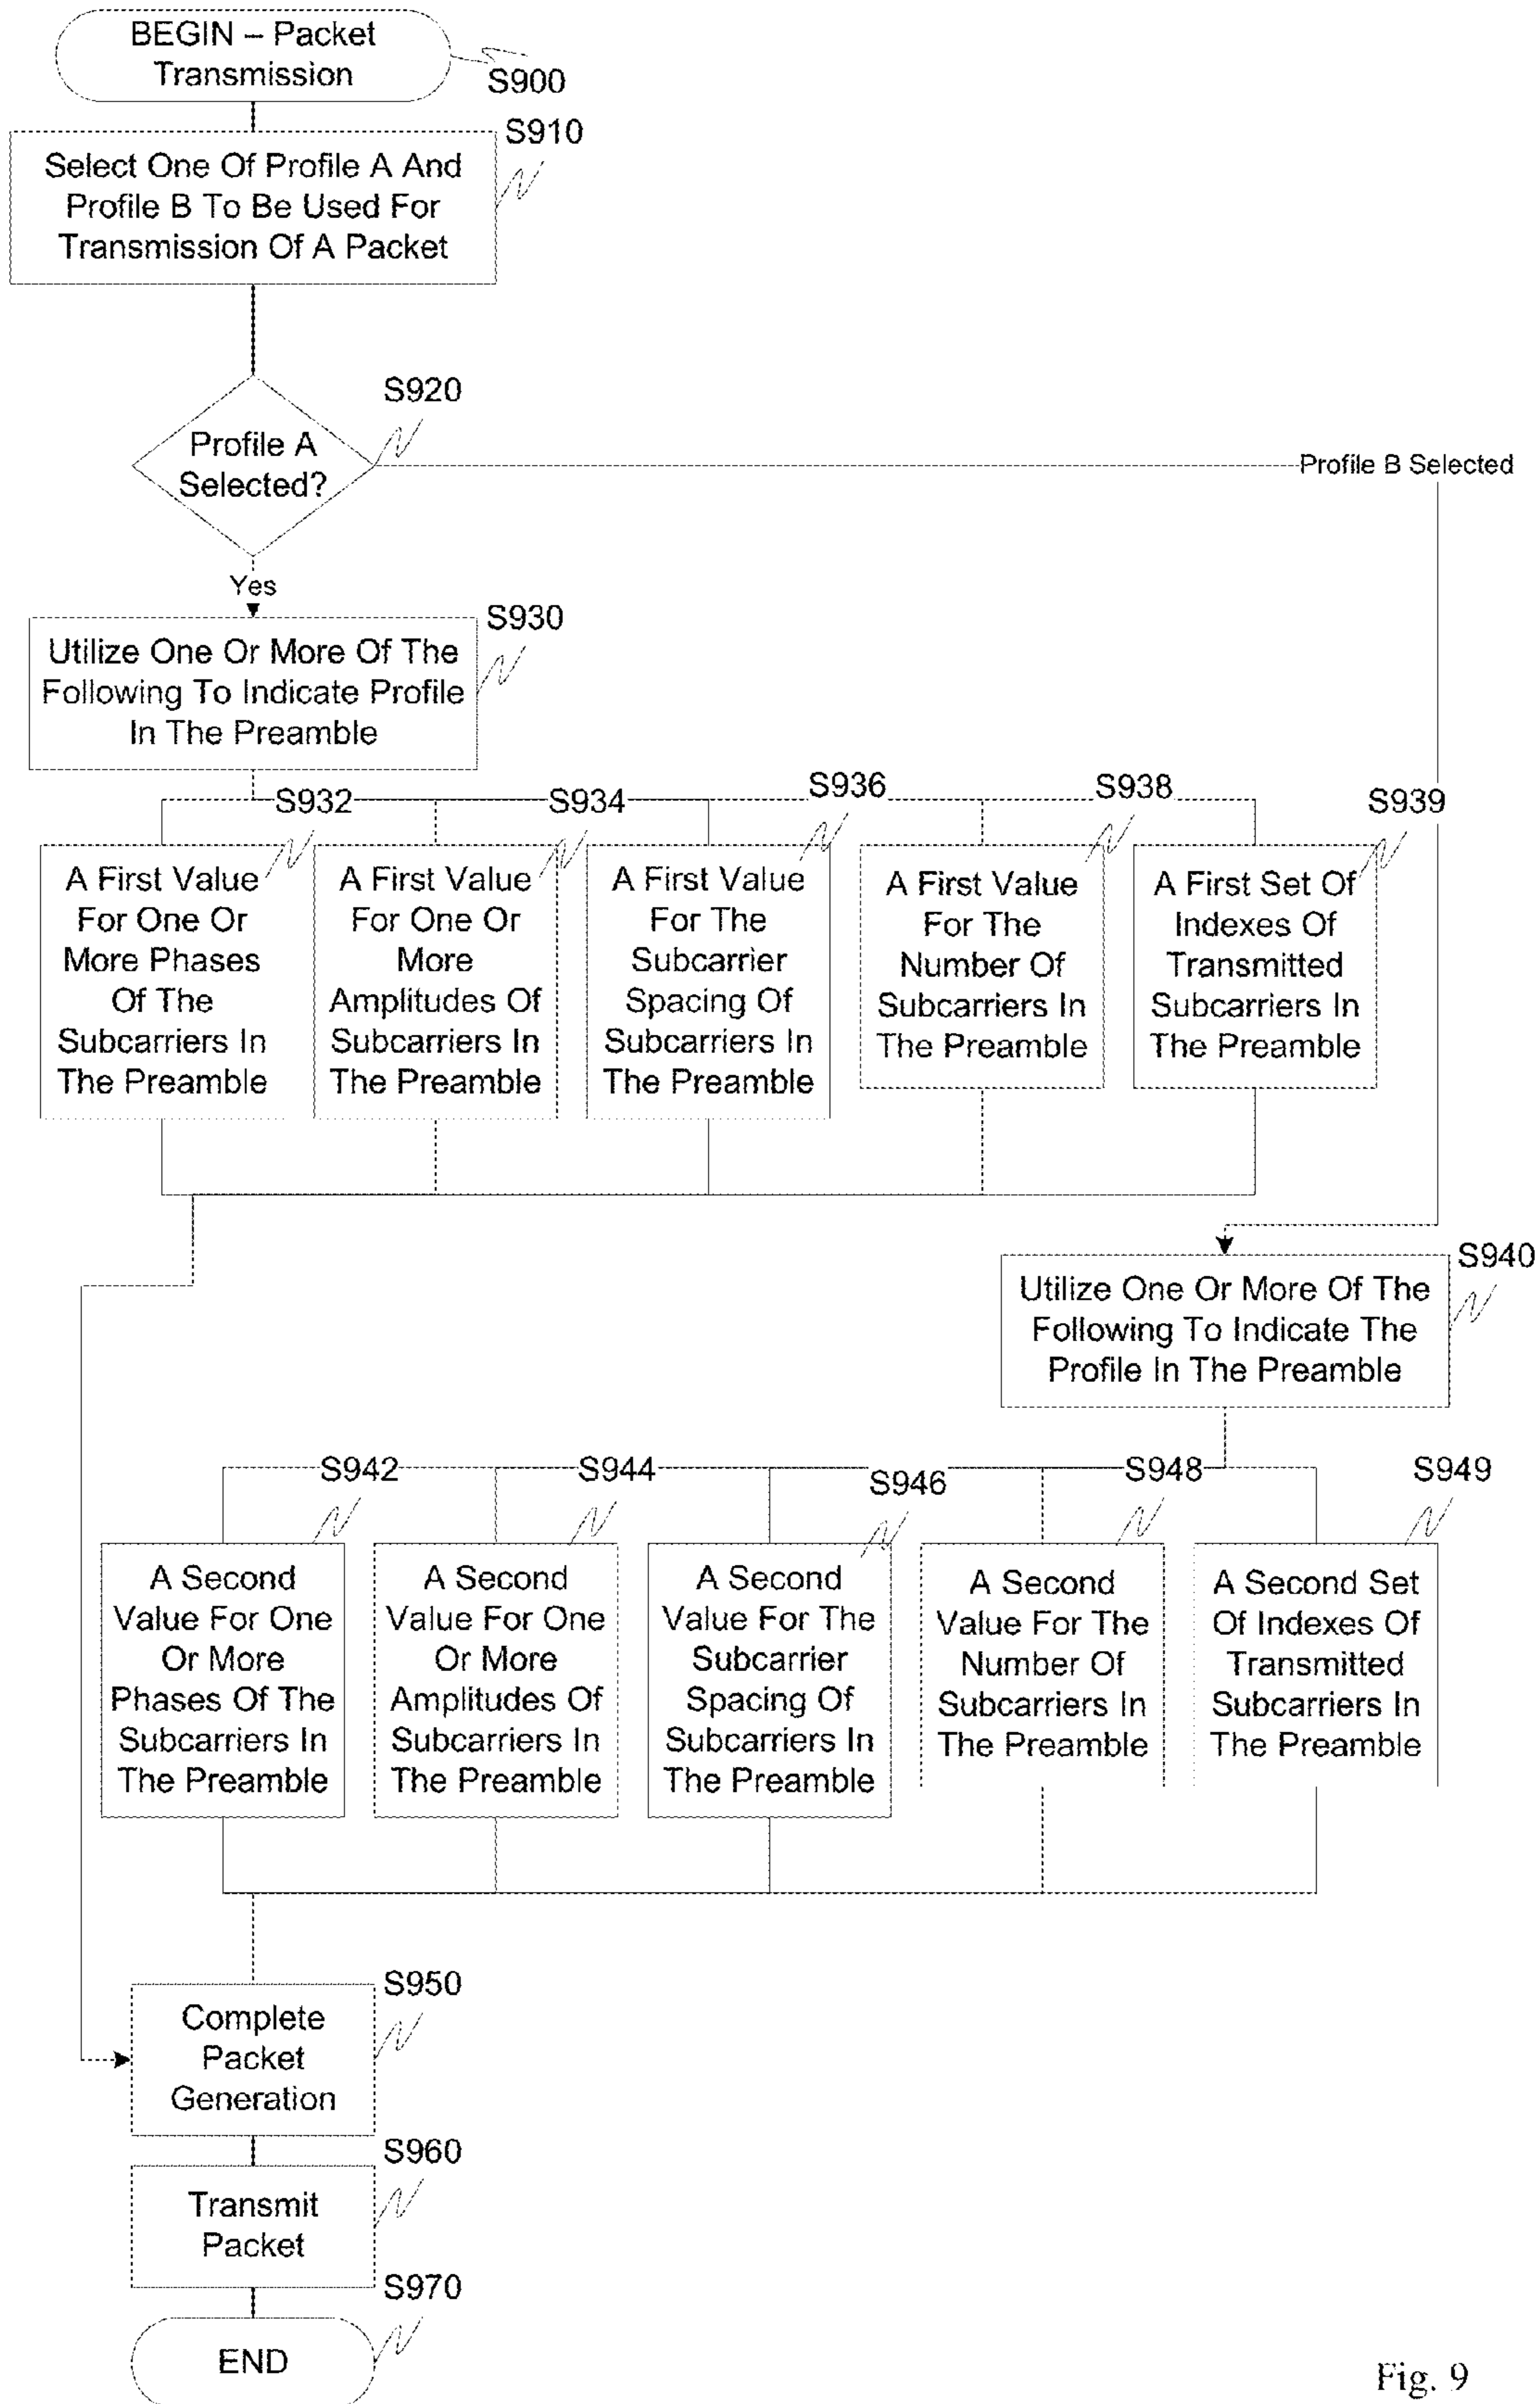 BEGIN – Packet
Transmission
S900
S910
Select One Of Profile A And
Profile B To Be Used For
Transmission Of A Packet
S920
Profile A
Selected?
Profile B Selected
Yes
S930
Utilize One Or More Of The
Following To Indicate Profile
In The Preamble
S932
S934
S936
S938
S939
A First Value
For One Or
More Phases
Of The
Subcarriers In
The Preamble
A First Value
For One Or
More
Amplitudes Of
Subcarriers In
The Preamble
A First Value
For The
Subcarrier
Spacing Of
Subcarriers In
The Preamble
A First Value
For The
Number Of
Subcarriers In
The Preamble
A First Set Of
Indexes Of
Transmitted
Subcarriers In
The Preamble
S940
Utilize One Or More Of The
Following To Indicate The
Profile In The Preamble
S942
S944
S946
S948
S949
A Second
Value For One
Or More
Phases Of The
Subcarriers In
The Preamble
A Second
Value For One
Or More
Amplitudes Of
Subcarriers In
The Preamble
A Second
Value For The
Subcarrier
Spacing Of
Subcarriers In
The Preamble
A Second
Value For The
Number Of
Subcarriers In
The Preamble
A Second Set
Of Indexes Of
Transmitted
Subcarriers In
The Preamble
S950
Complete
Packet
Generation
S960
Transmit
Packet
S970
END
Fig. 9